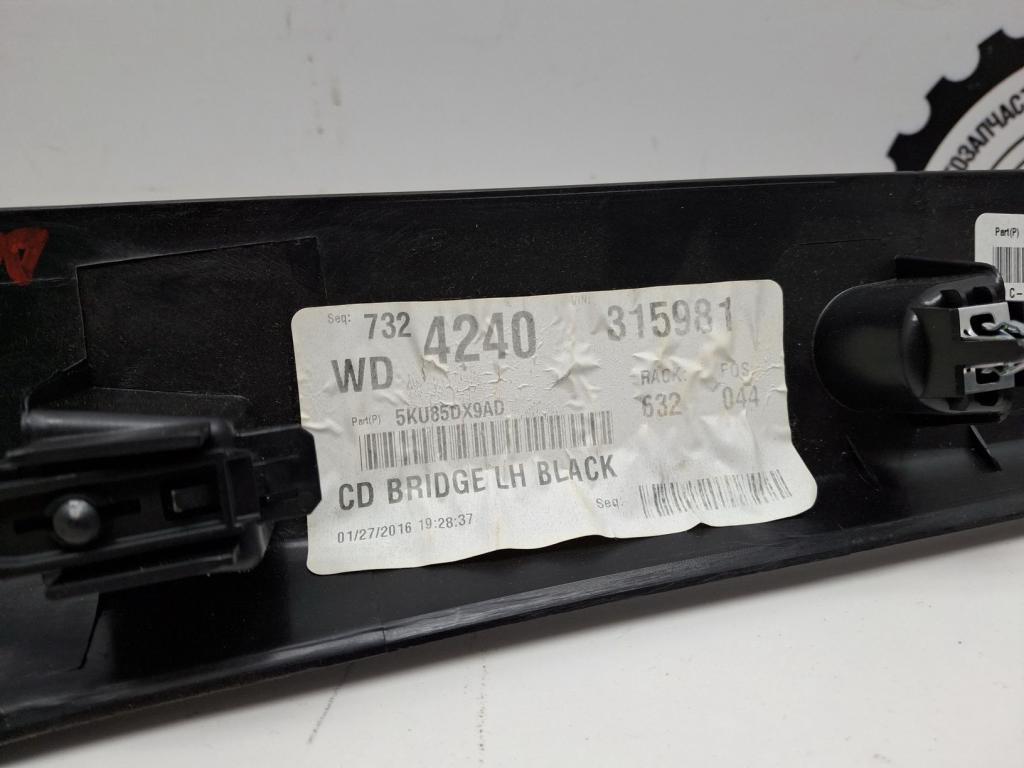 Seq: 732 4240 VIN: 315981
WD RACK: POS
632 044
Part(P) 5KU85DX9AD
CD BRIDGE LH BLACK
01/27/2016 19:28:37 Seq:
Part(P)
C-